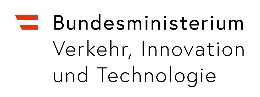 Bundesministerium
Verkehr, Innovation
und Technologie